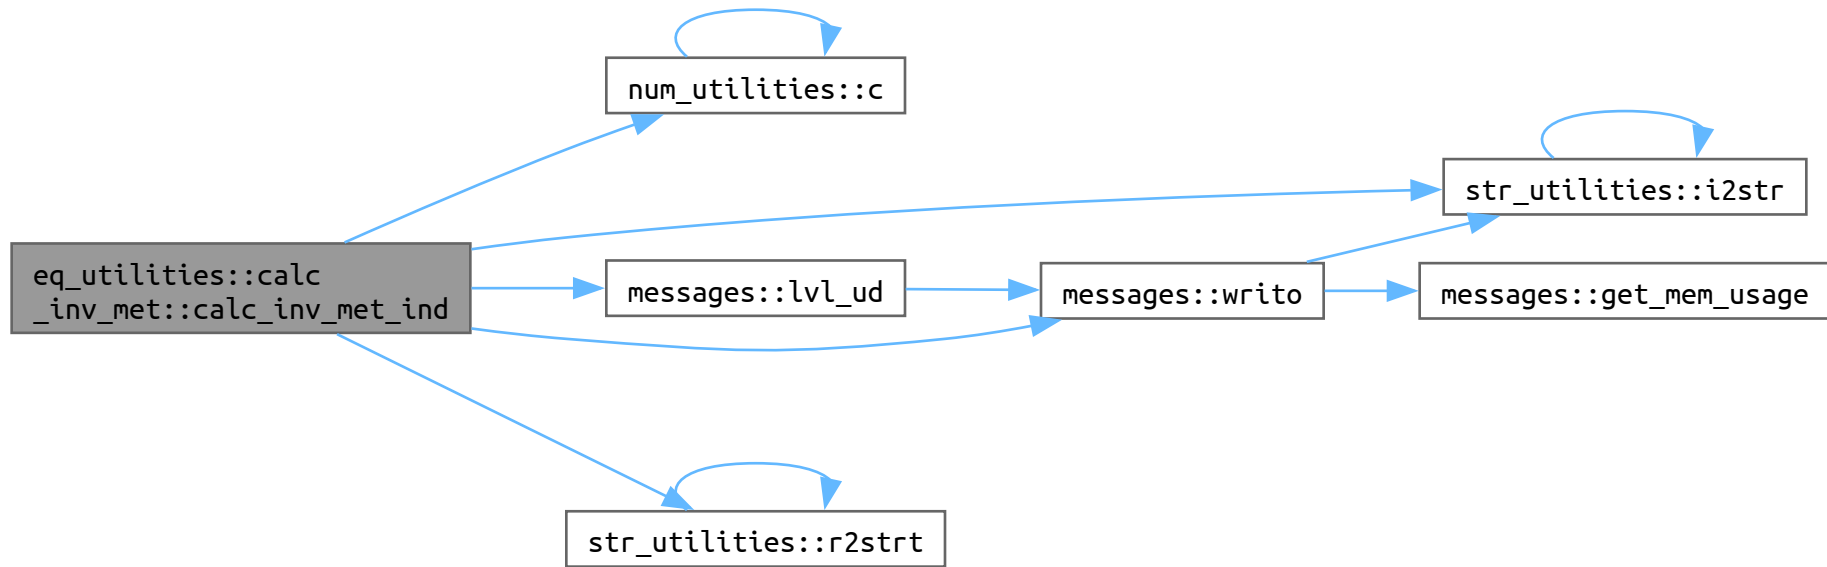 num_utilities::c
str_utilities::i2str
eq_utilities::calc
_inv_met::calc_inv_met_ind
messages::lvl_ud
messages::writo
messages::get_mem_usage
str_utilities::r2strt